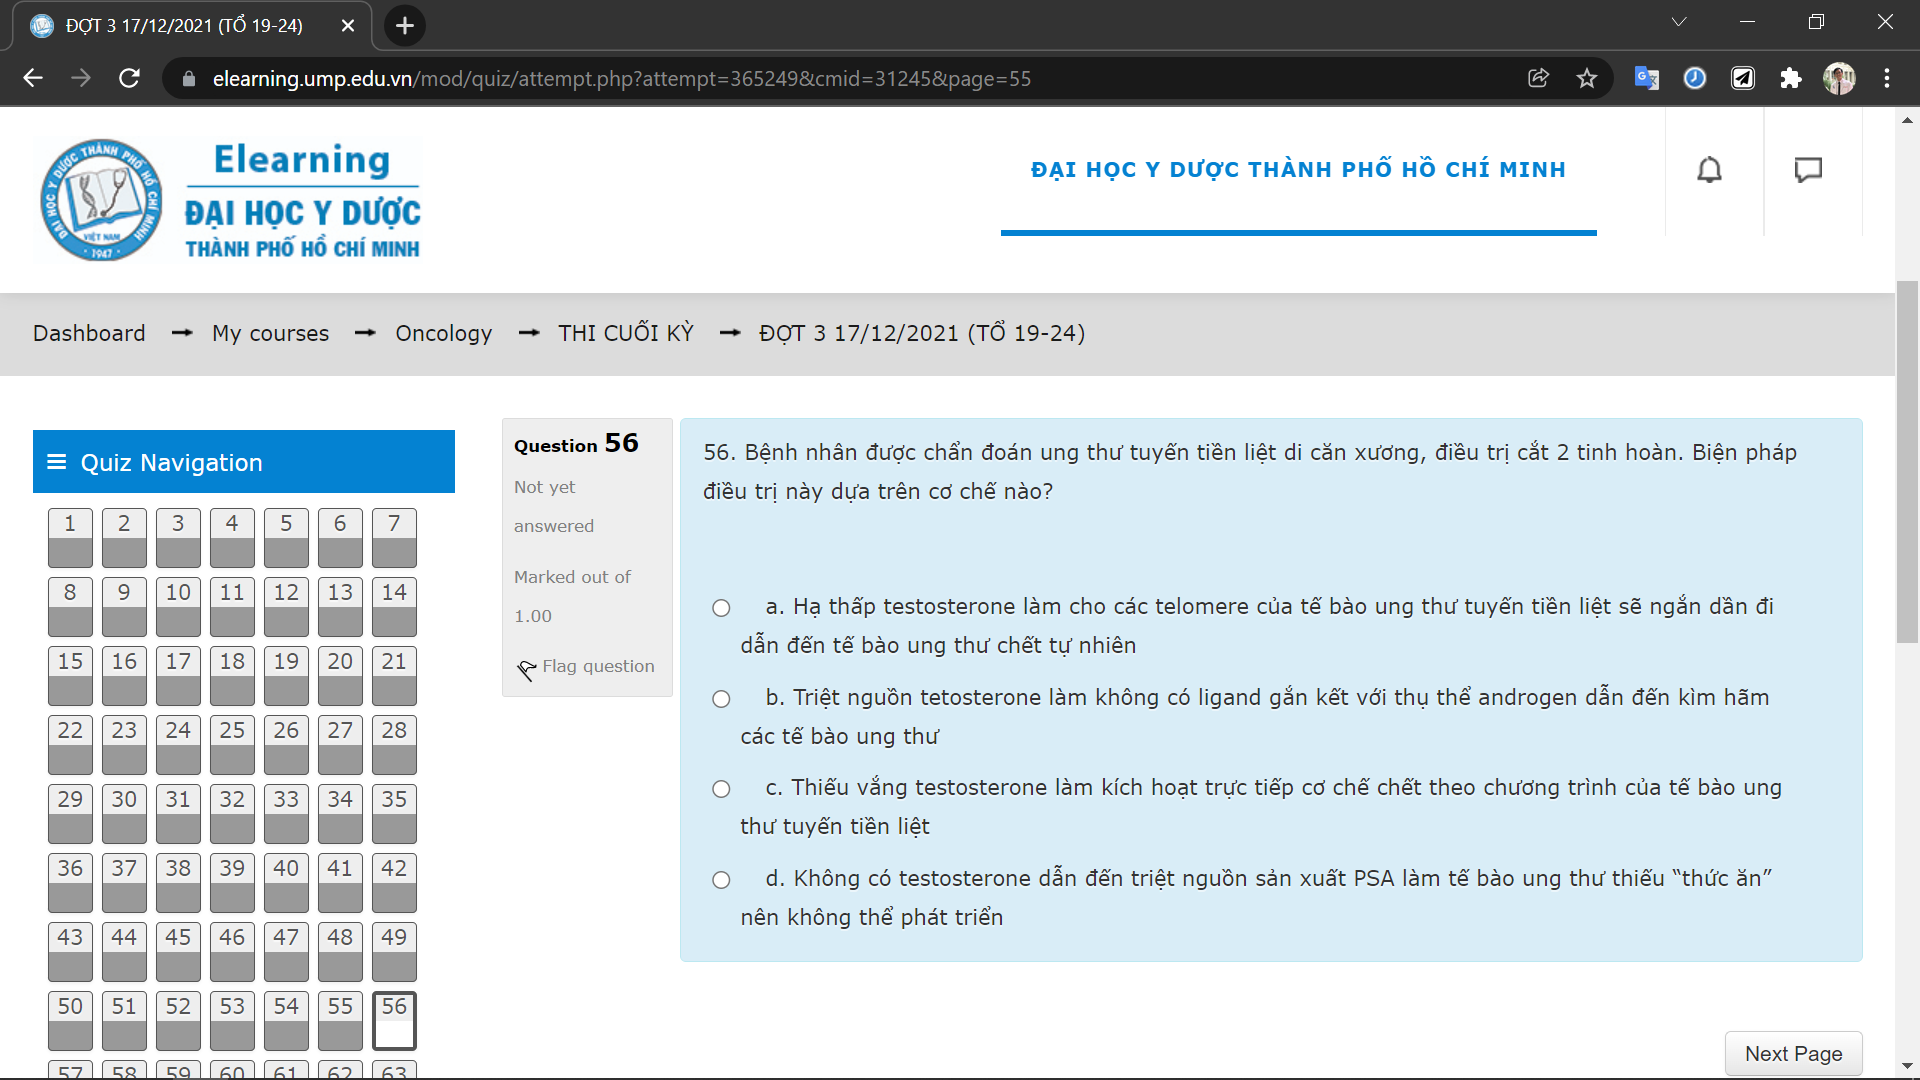 ĐỢT 3 17/12/2021 (TỔ 19-24)
elearning.ump.edu.vn/mod/quiz/attempt.php?attempt=365249&cmid=31245&page=55
ĐẠI HỌC Y DƯỢC THÀNH PHỐ HỒ CHÍ MINH
VIỆT NAM
1947
Elearning
ĐẠI HỌC Y DƯỢC
THÀNH PHỐ HỒ CHÍ MINH
ĐẠI HỌC Y DƯỢC THÀNH PHỐ HỒ CHÍ MINH
Dashboard → My courses → Oncology → THI CUỐI KỲ → ĐỢT 3 17/12/2021 (TỔ 19-24)
Quiz Navigation
1 2 3 4 5 6 7
8 9 10 11 12 13 14
15 16 17 18 19 20 21
22 23 24 25 26 27 28
29 30 31 32 33 34 35
36 37 38 39 40 41 42
43 44 45 46 47 48 49
50 51 52 53 54 55 56
57 58 59 60 61 62 63
Question 56
Not yet
answered
Marked out of
1.00
Flag question
56. Bệnh nhân được chẩn đoán ung thư tuyến tiền liệt di căn xương, điều trị cắt 2 tinh hoàn. Biện pháp
điều trị này dựa trên cơ chế nào?
a. Hạ thấp testosterone làm cho các telomere của tế bào ung thư tuyến tiền liệt sẽ ngắn dần đi
dẫn đến tế bào ung thư chết tự nhiên
b. Triệt nguồn tetosterone làm không có ligand gắn kết với thụ thể androgen dẫn đến kìm hãm
các tế bào ung thư
c. Thiếu vắng testosterone làm kích hoạt trực tiếp cơ chế chết theo chương trình của tế bào ung
thư tuyến tiền liệt
d. Không có testosterone dẫn đến triệt nguồn sản xuất PSA làm tế bào ung thư thiếu “thức ăn”
nên không thể phát triển
Next Page